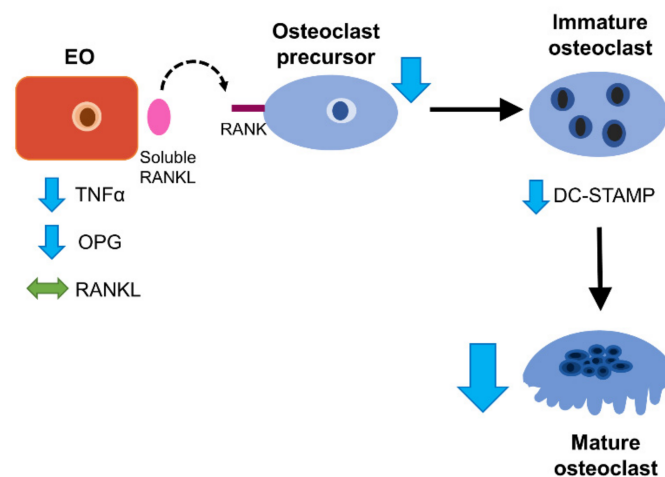 EO
Osteoclast
precursor
Immature
osteoclast
Soluble
RANKL
RANK
TNFα
OPG
RANKL
DC-STAMP
Mature
osteoclast